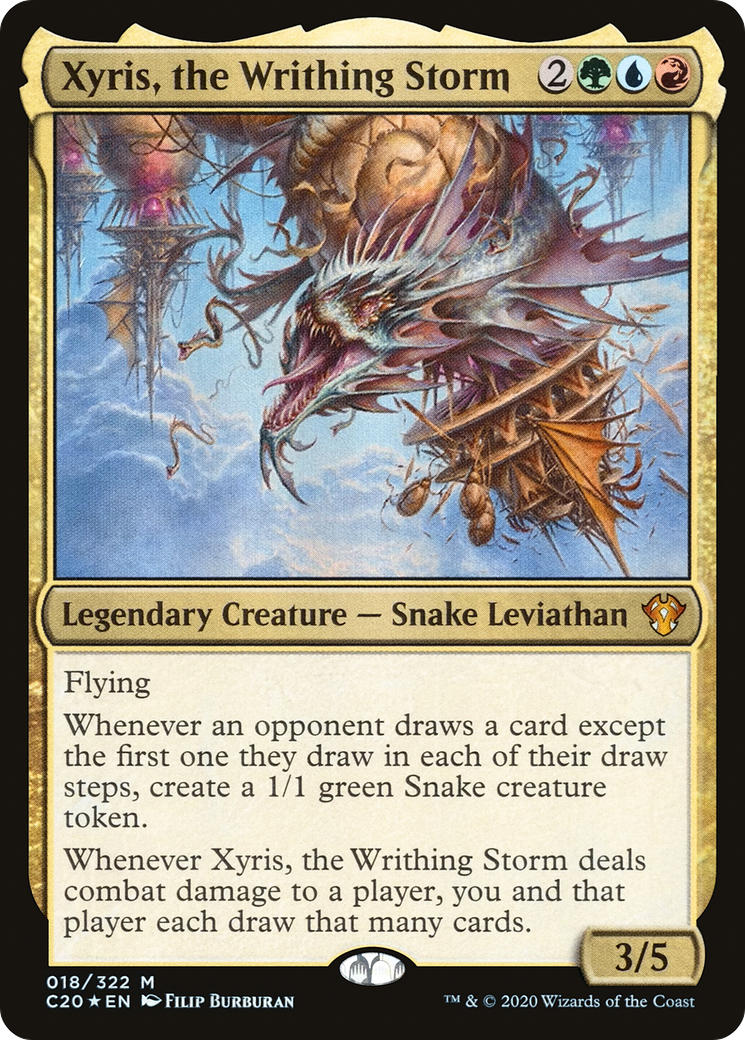 Xyris, the Writhing Storm 2
Legendary Creature — Snake Leviathan
Flying
Whenever an opponent draws a card except
the first one they draw in each of their draw
steps, create a 1/1 green Snake creature
token.
Whenever Xyris, the Writhing Storm deals
combat damage to a player, you and that
player each draw that many cards.
3/5
018/322 M
C20★EN Filip Burburan
™ & © 2020 Wizards of the Coast